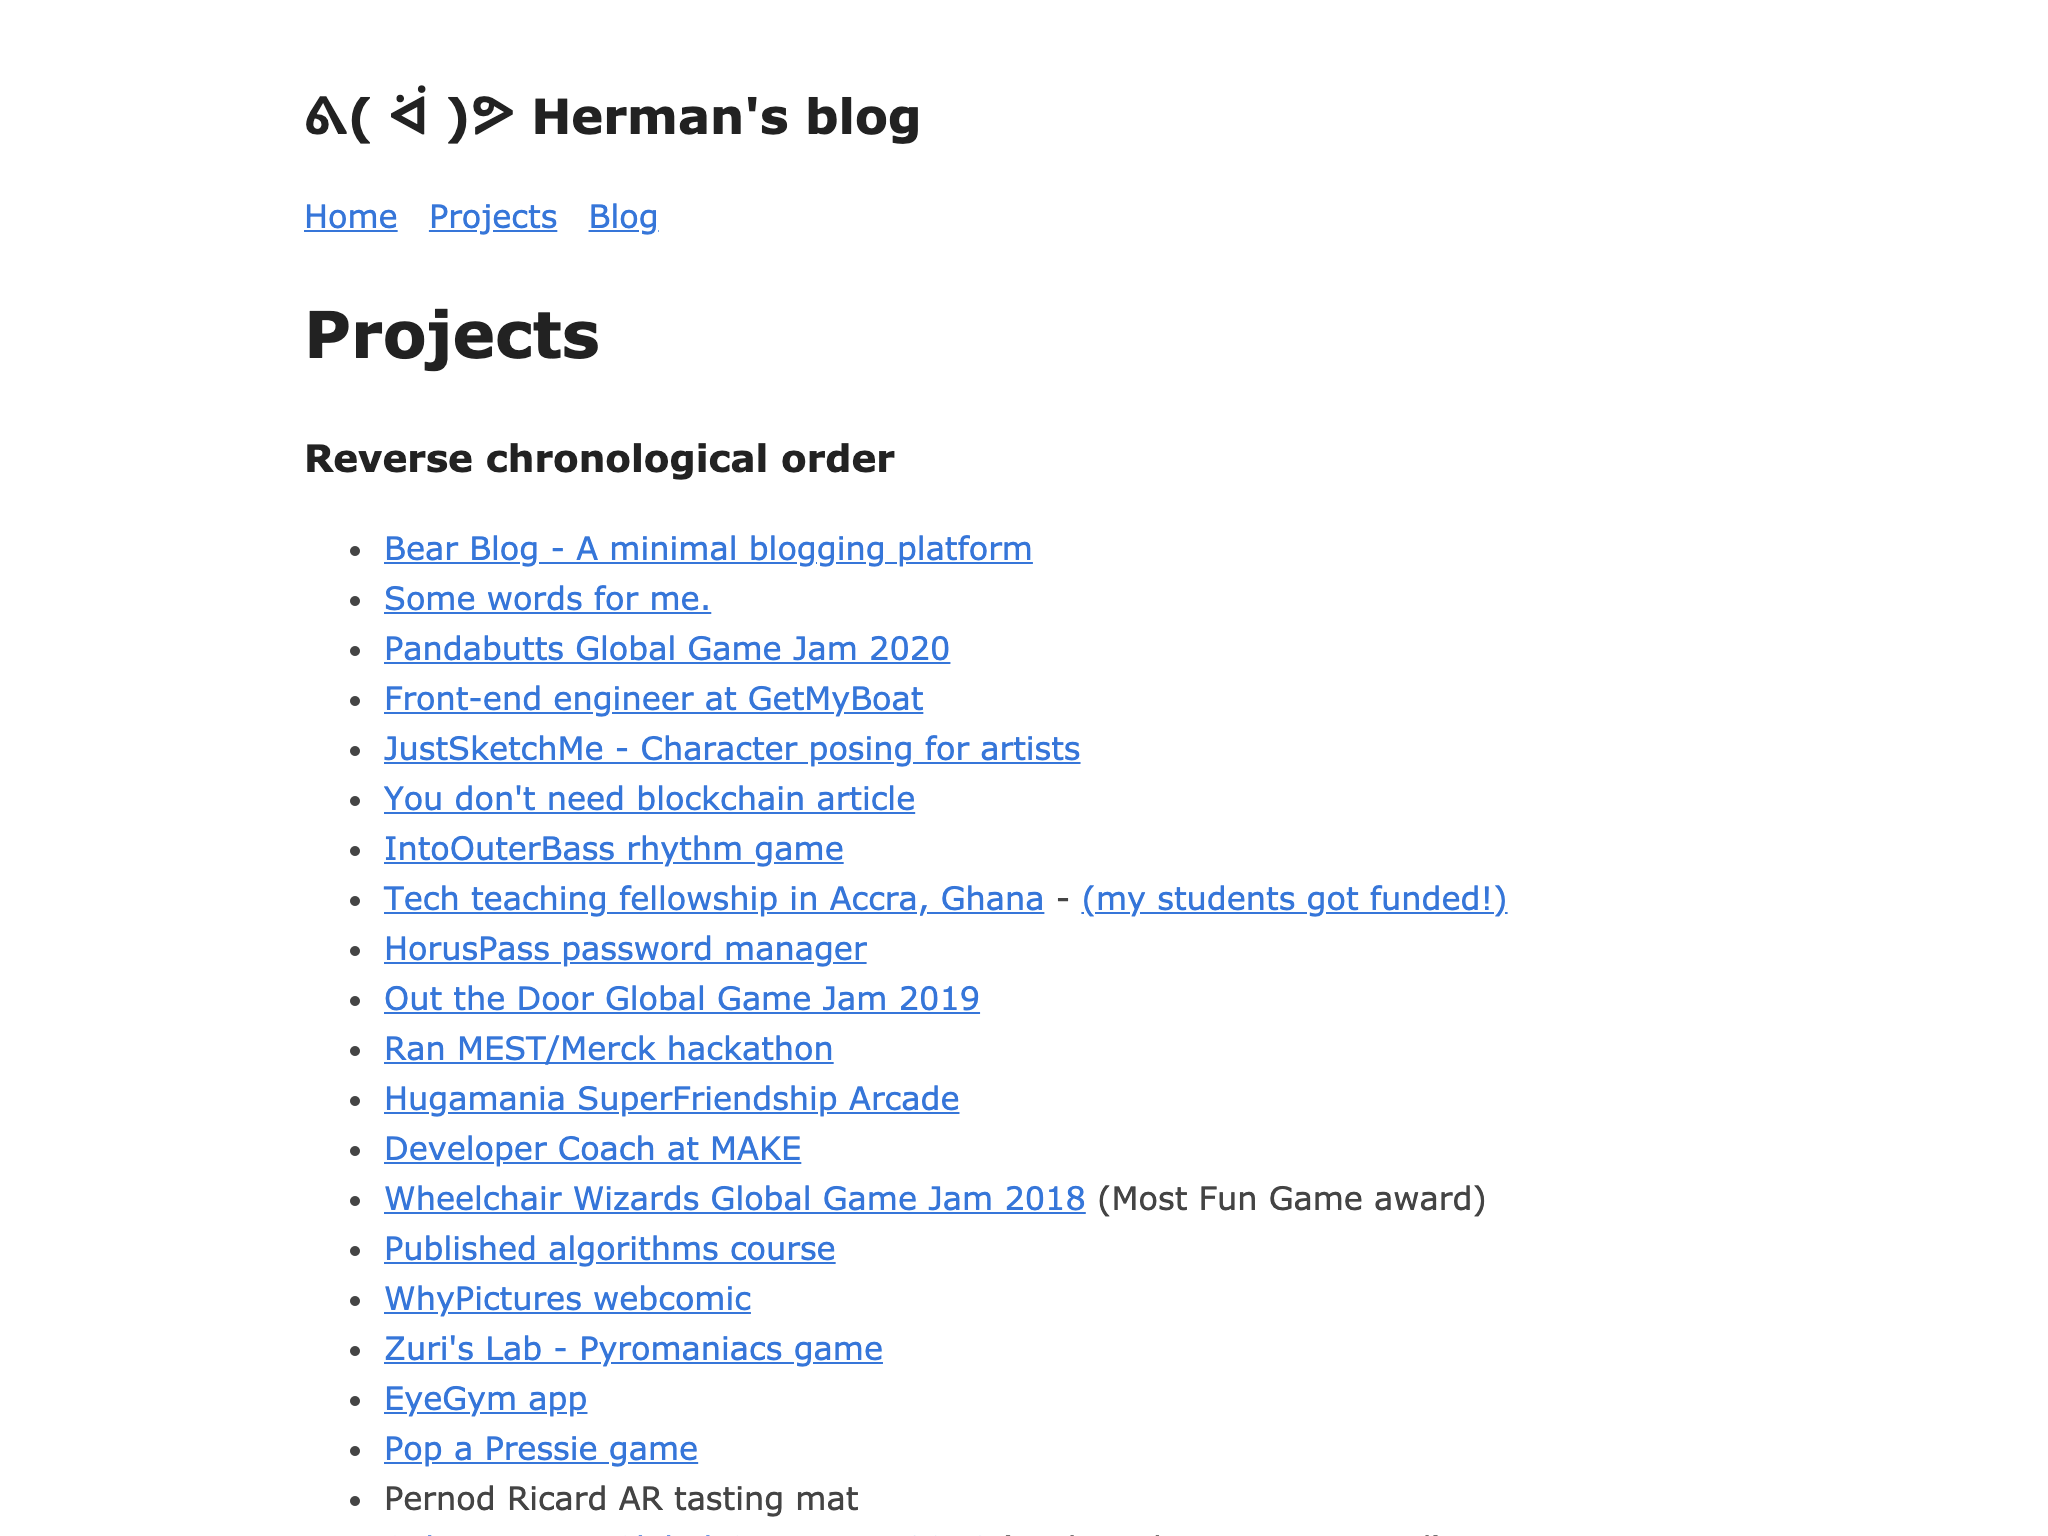 ᕕ( ᐛ )ᕗ Herman's blog
Home Projects Blog
Projects
Reverse chronological order
Bear Blog - A minimal blogging platform
Some words for me.
Pandabutts Global Game Jam 2020
Front-end engineer at GetMyBoat
JustSketchMe - Character posing for artists
You don't need blockchain article
IntoOuterBass rhythm game
Tech teaching fellowship in Accra, Ghana - (my students got funded!)
HorusPass password manager
Out the Door Global Game Jam 2019
Ran MEST/Merck hackathon
Hugamania SuperFriendship Arcade
Developer Coach at MAKE
Wheelchair Wizards Global Game Jam 2018 (Most Fun Game award)
Published algorithms course
WhyPictures webcomic
Zuri's Lab - Pyromaniacs game
EyeGym app
Pop a Pressie game
Pernod Ricard AR tasting mat